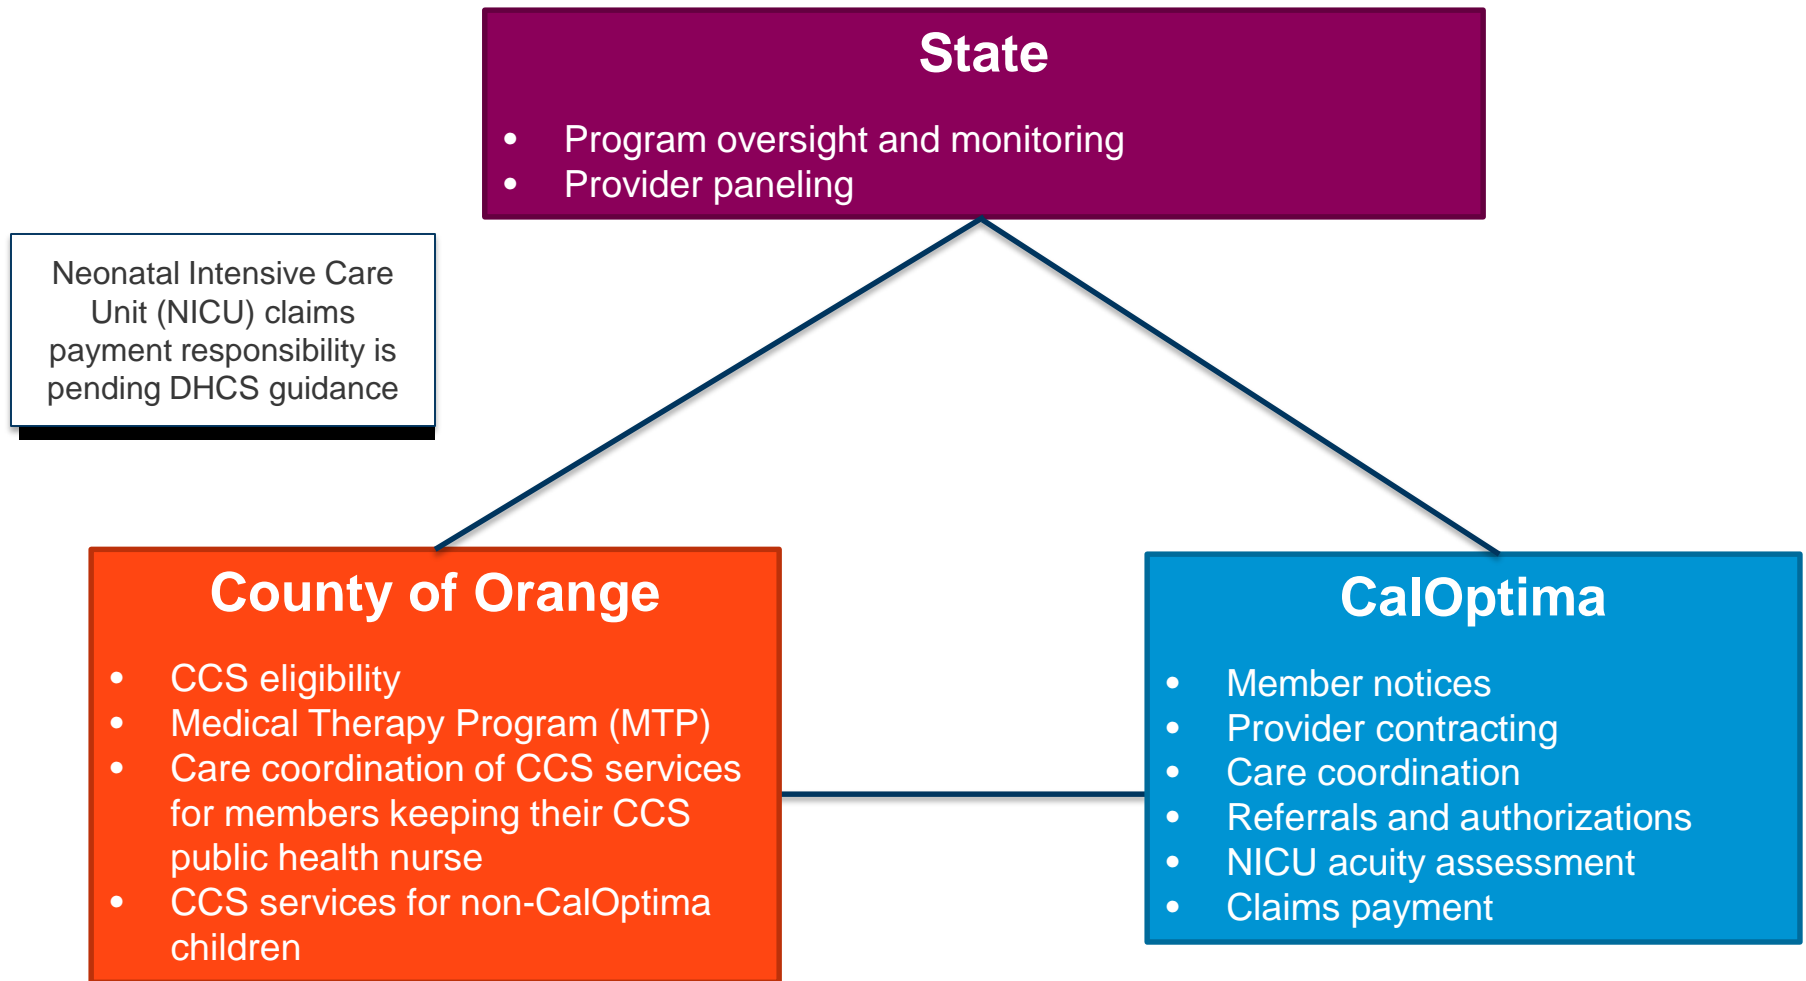 State
• Program oversight and monitoring
• Provider paneling
Neonatal Intensive Care
Unit (NICU) claims
payment responsibility is
pending DHCS guidance
County of Orange
• CCS eligibility
• Medical Therapy Program (MTP)
• Care coordination of CCS services
for members keeping their CCS
public health nurse
• CCS services for non-CalOptima
children
CalOptima
• Member notices
• Provider contracting
• Care coordination
• Referrals and authorizations
• NICU acuity assessment
• Claims payment